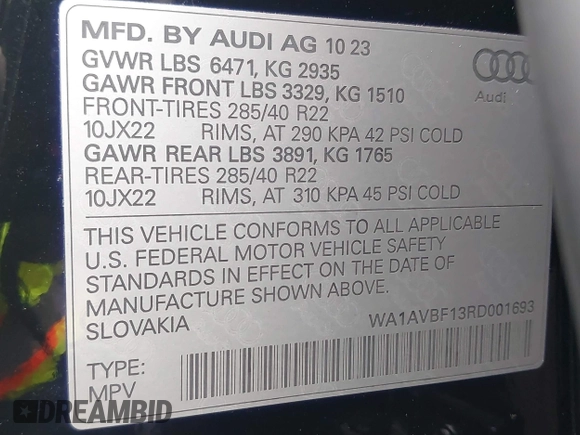 MFD. BY AUDI AG 10 23
GVWR LBS 6471, KG 2935
GAWR FRONT LBS 3329, KG 1510
FRONT-TIRES 285/40 R22
10JX22 RIMS, AT 290 KPA 42 PSI COLD
GAWR REAR LBS 3891, KG 1765
REAR-TIRES 285/40 R22
10JX22 RIMS, AT 310 KPA 45 PSI COLD
Audi
THIS VEHICLE CONFORMS TO ALL APPLICABLE
U.S. FEDERAL MOTOR VEHICLE SAFETY
STANDARDS IN EFFECT ON THE DATE OF
MANUFACTURE SHOWN ABOVE.
SLOVAKIA WA1AVBF13RD001693
TYPE:
MPV
DREAMBID